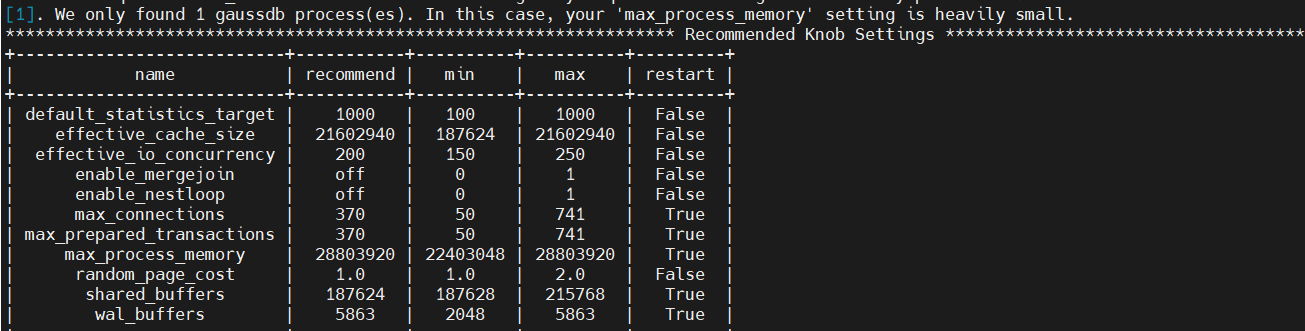 [1]. We only found 1 gaussdb process(es). In this case, your 'max_process_memory' setting is heavily small.
******************************************************************* Recommended Knob Settings ************************************
+---------------------------+-----------+----------+----------+---------+
| name | recommend | min | max | restart |
+---------------------------+-----------+----------+----------+---------+
| default_statistics_target | 1000 | 100 | 1000 | False |
| effective_cache_size | 21602940 | 187624 | 21602940 | False |
| effective_io_concurrency | 200 | 150 | 250 | False |
| enable_mergejoin | off | 0 | 1 | False |
| enable_nestloop | off | 0 | 1 | False |
| max_connections | 370 | 50 | 741 | True |
| max_prepared_transactions | 370 | 50 | 741 | True |
| max_process_memory | 28803920 | 22403048 | 28803920 | True |
| random_page_cost | 1.0 | 1.0 | 2.0 | False |
| shared_buffers | 187624 | 187628 | 215768 | True |
| wal_buffers | 5863 | 2048 | 5863 | True |